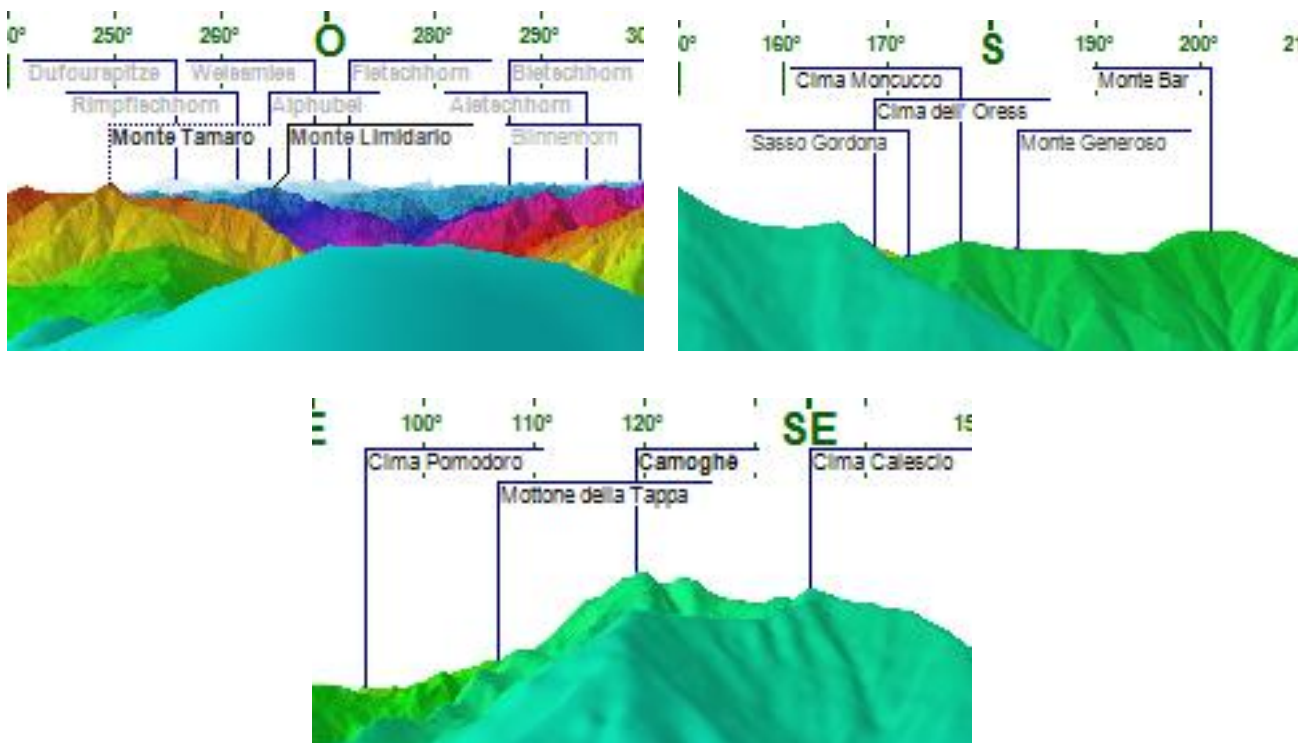 250° 260° O 280° 290° 30
Dufourspitze Weissmies Fletschhorn Bietschhorn
Rimpfischhorn Alphubel Aletschhorn
Monte Tamaro Monte Limidario Blinnenhorn
0° 160° 170° S 190° 200° 21
Cima Moncucco Monte Bar
Cima dell' Oress
Sasso Gordona Monte Generoso
E 100° 110° 120° SE 15
Cima Pomodoro Camoghè Cima Calescio
Mottone della Tappa